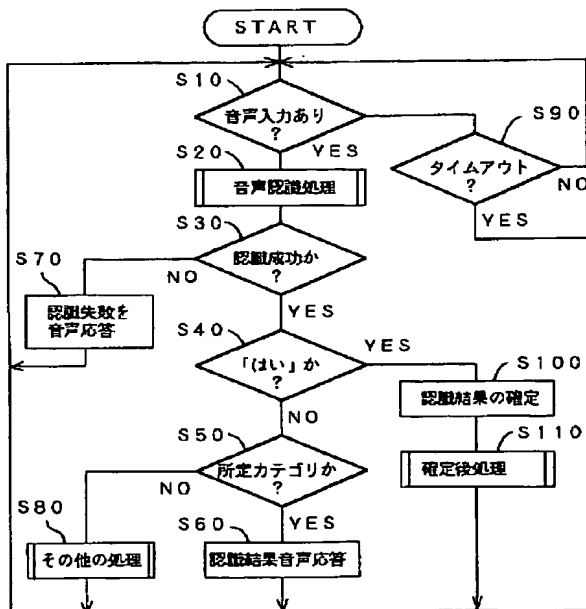 START
S10
音声入力あり
?
YES
S90
タイムアウト
?
NO
YES
S20
音声認識処理
S30
認識成功か
?
NO
YES
S70
認識失敗を
音声応答
S40
「はい」か
?
YES
NO
S100
認識結果の確定
S110
確定後処理
S50
所定カテゴリか
?
NO
YES
S80
その他の処理
S60
認識結果音声応答